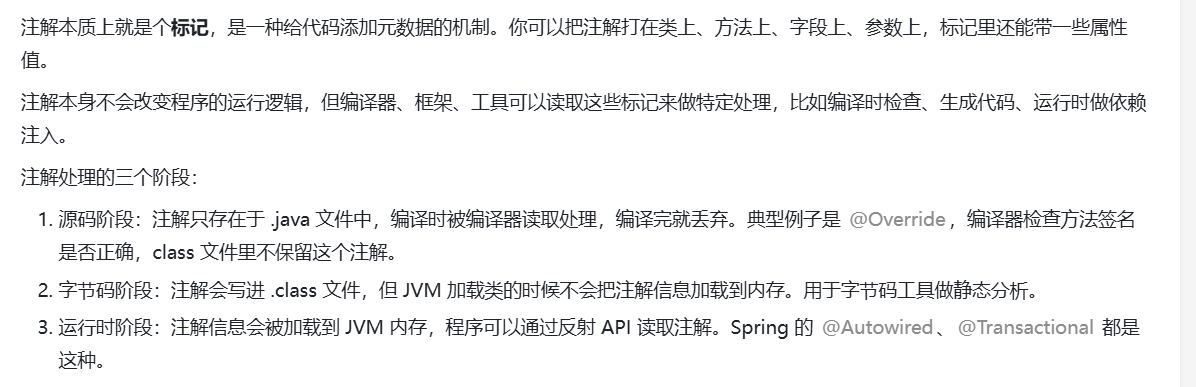 注解本质上就是个标记，是一种给代码添加元数据的机制。你可以把注解打在类上、方法上、字段上、参数上，标记里还能带一些属性
值。
注解本身不会改变程序的运行逻辑，但编译器、框架、工具可以读取这些标记来做特定处理，比如编译时检查、生成代码、运行时做依赖
注入。
注解处理的三个阶段：
1. 源码阶段：注解只存在于 .java 文件中，编译时被编译器读取处理，编译完就丢弃。典型例子是 @Override，编译器检查方法签名
是否正确，class 文件里不保留这个注解。
2. 字节码阶段：注解会写进 .class 文件，但 JVM 加载类的时候不会把注解信息加载到内存。用于字节码工具做静态分析。
3. 运行时阶段：注解信息会被加载到 JVM 内存，程序可以通过反射 API 读取注解。Spring 的 @Autowired、@Transactional 都是
这种。